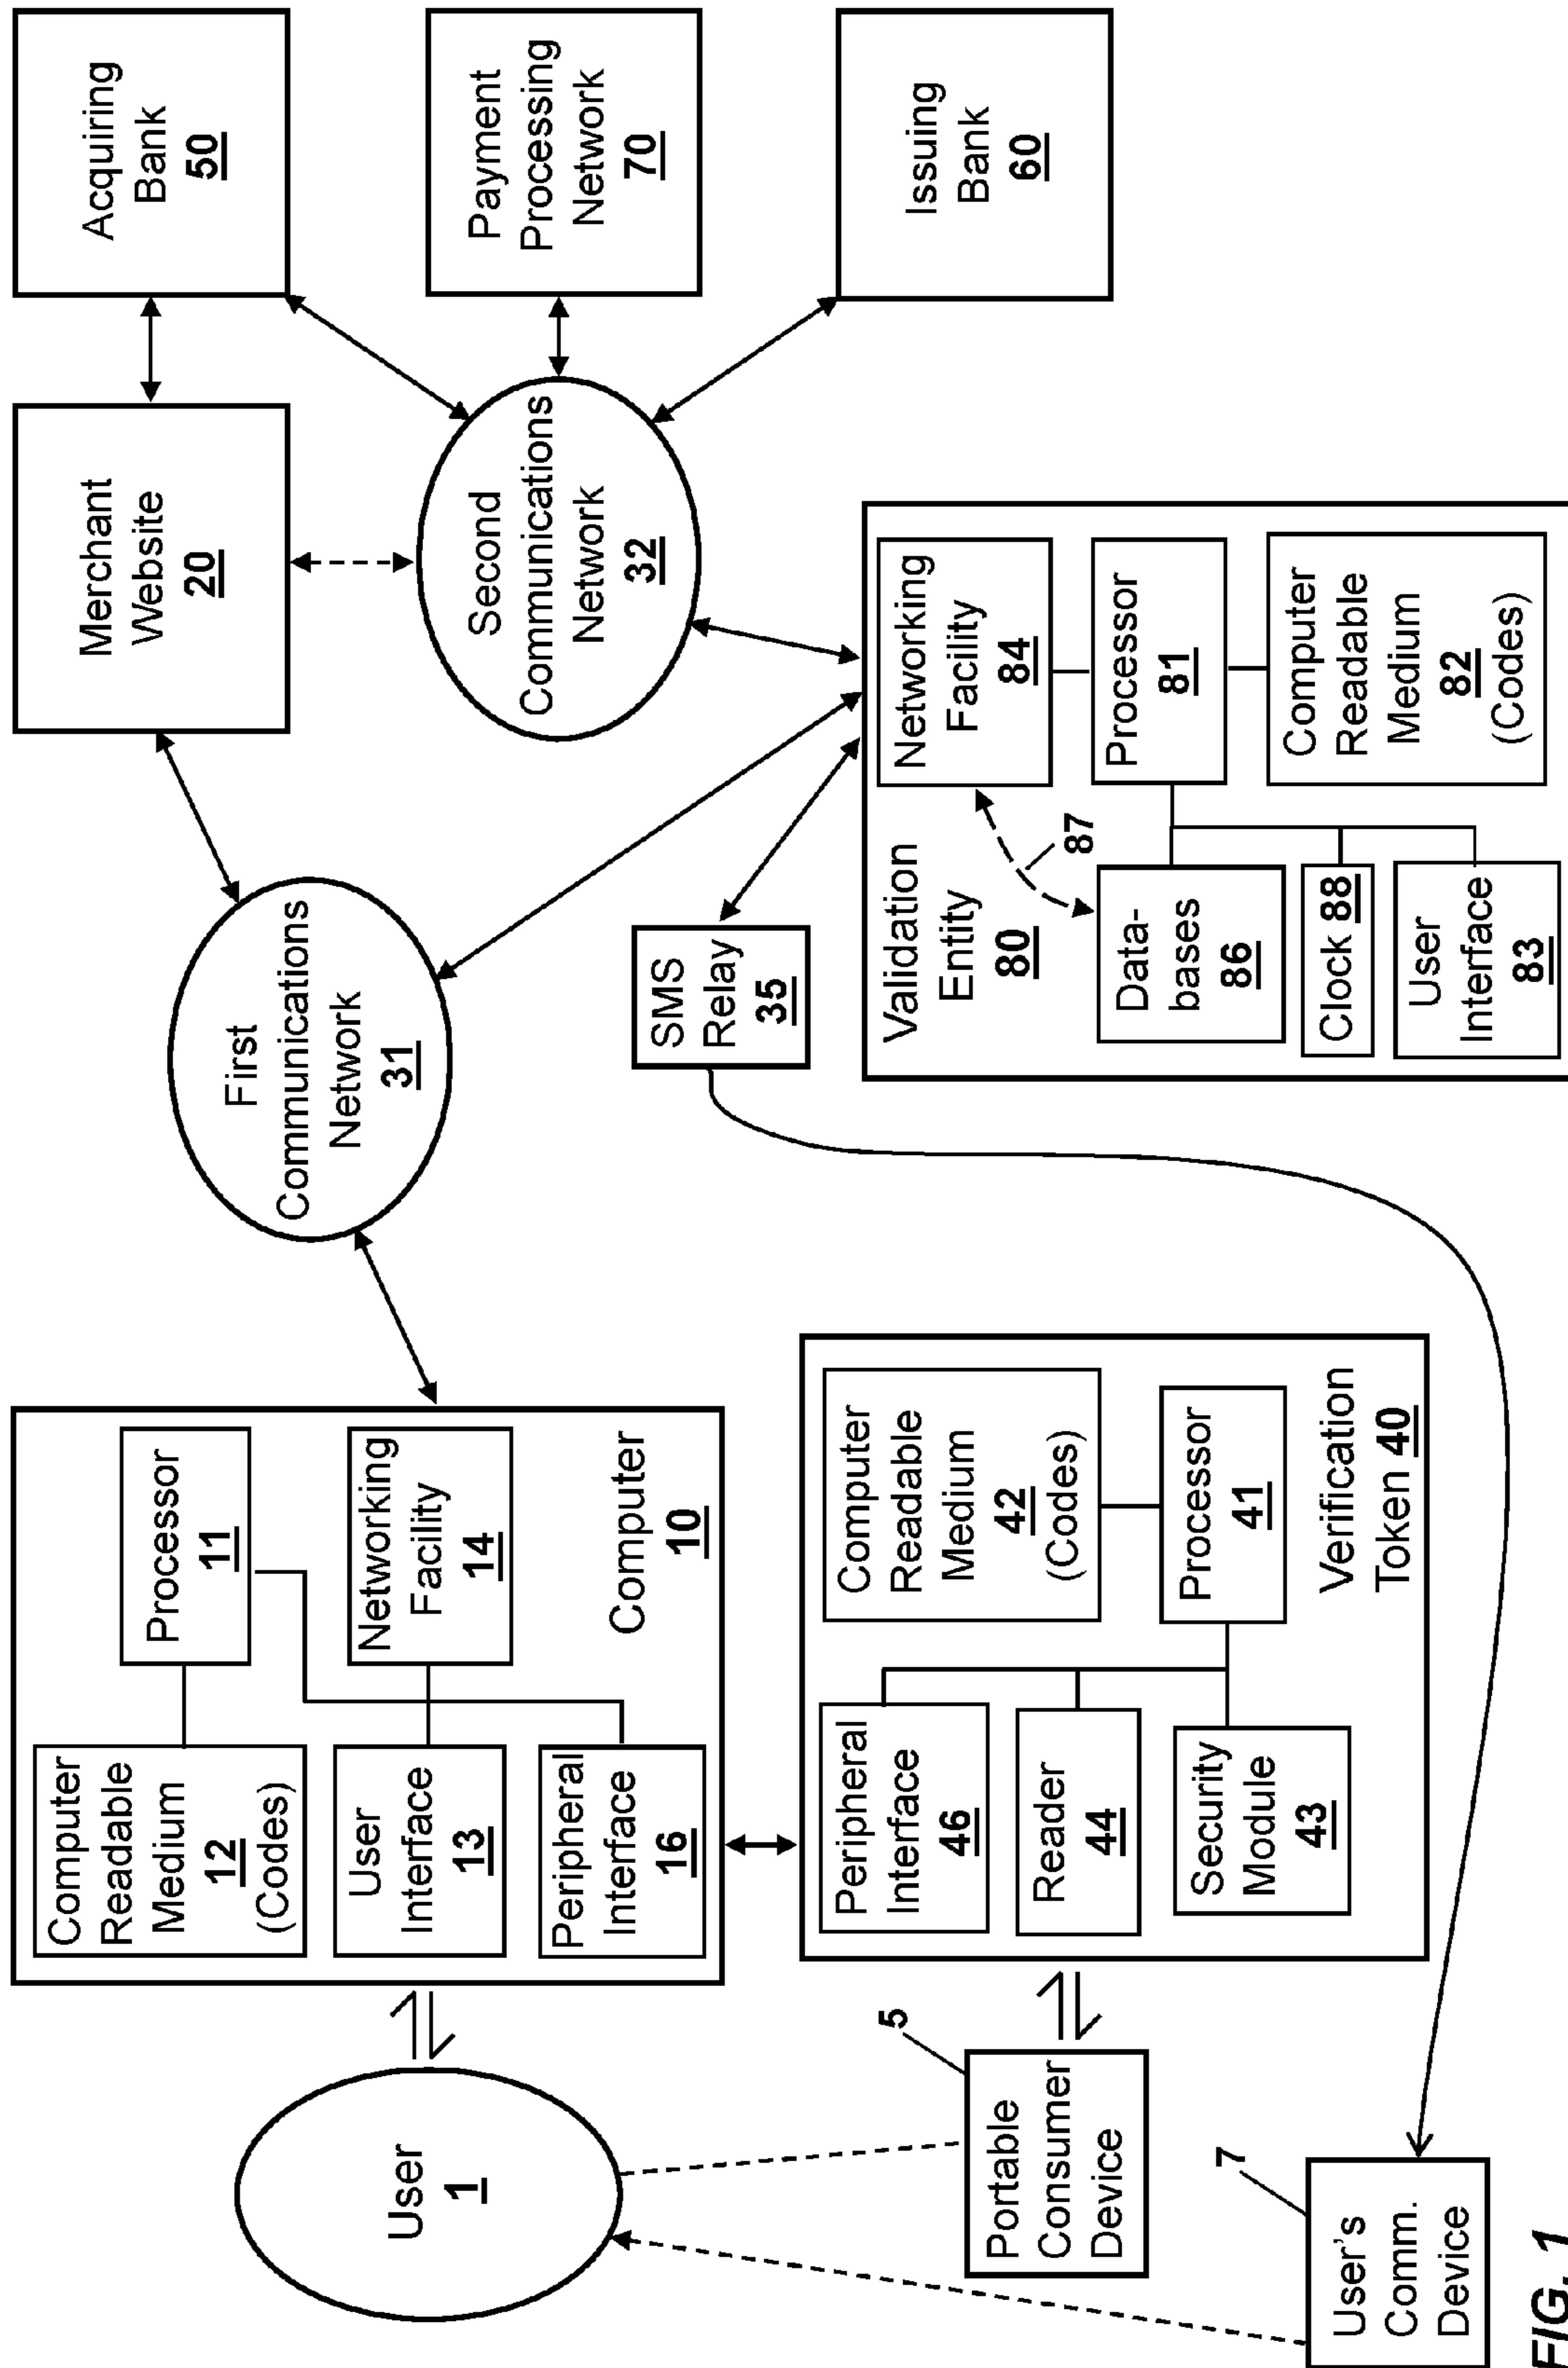 User
1
Computer
Readable
Medium
12
(Codes)
Processor
11
User
Interface
13
Networking
Facility
14
Peripheral
Interface
16
Computer
10
First
Communications
Network
31
Merchant
Website
20
Acquiring
Bank
50
Second
Communications
Network
32
Payment
Processing
Network
70
Issuing
Bank
60
5
Portable
Consumer
Device
7
User's
Comm.
Device
Peripheral
Interface
46
Reader
44
Security
Module
43
Computer
Readable
Medium
42
(Codes)
Processor
41
Verification
Token 40
SMS
Relay
35
Validation
Entity
80
Networking
Facility
84
87
Processor
81
Data-
bases
86
Clock 88
User
Interface
83
Computer
Readable
Medium
82
(Codes)
FIG. 1